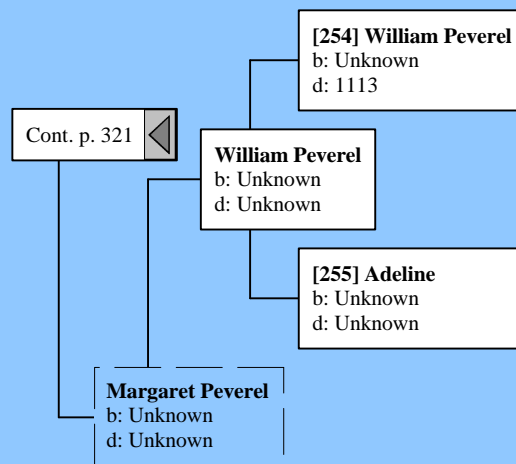 [254] William Peverel
b: Unknown
d: 1113
Cont. p. 321
William Peverel
b: Unknown
d: Unknown
[255] Adeline
b: Unknown
d: Unknown
Margaret Peverel
b: Unknown
d: Unknown